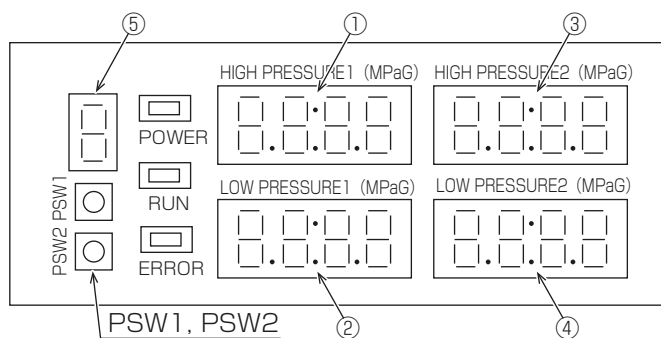 ⑤ ① ③
HIGH PRESSURE1 (MPaG) HIGH PRESSURE2 (MPaG)
POWER
PSW1
RUN
LOW PRESSURE1 (MPaG) LOW PRESSURE2 (MPaG)
PSW2
ERROR
PSW1, PSW2
② ④